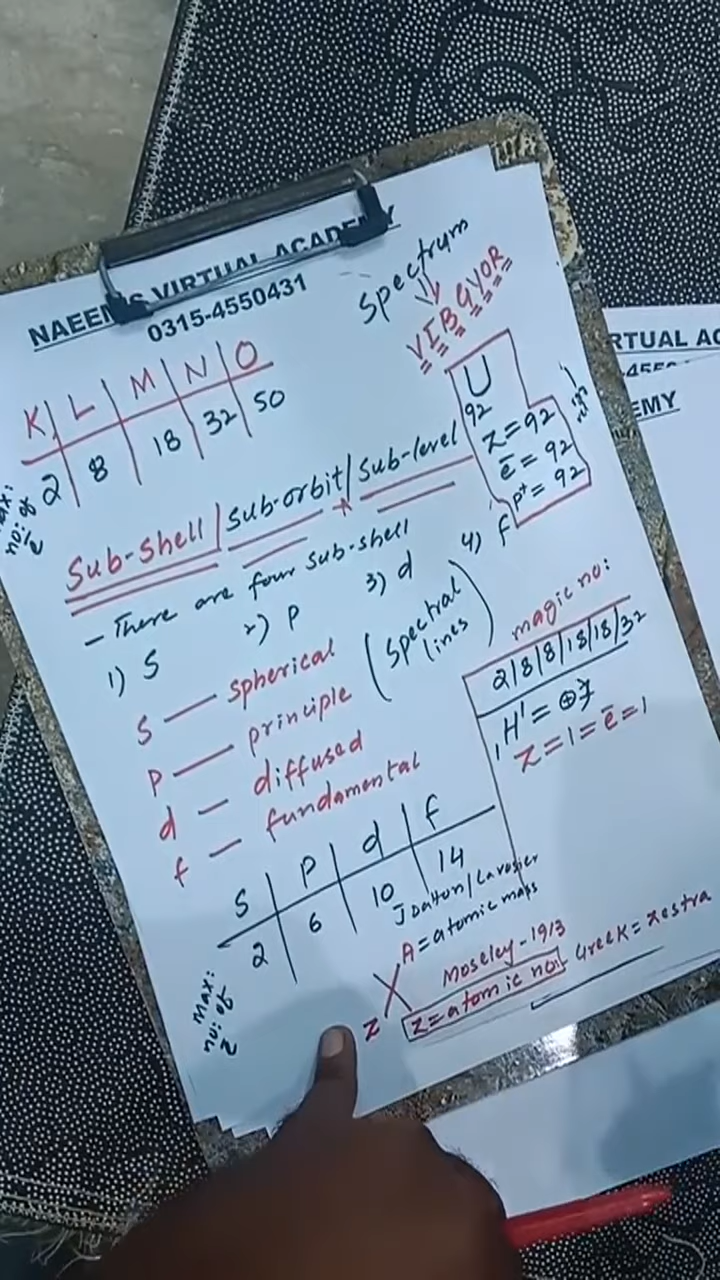 NAEEM'S VIRTUAL ACADEMY
0315-4550431
Spectrum
VIBGYOR
K L M N O
2 8 18 32 50
no: of e
U
92
Z = 92
ē = 92
p⁺ = 92
Sub-shell / Sub-orbit / Sub-level
- There are four sub-shell
1) S 2) P 3) d 4) f
(Spectral lines)
S — spherical
P — principle
d — diffused
f — fundamental
magic no:
2/8/8/18/18/32
₁H¹ =
Z = 1 = ē = 1
S P d f
2 6 10 14
max:
no: of
J Dalton/Lavosier
A = atomic mass
X
Z
Moseley - 1913
Z = atomic no:
Greek = xestra
RTUAL AC
EMY